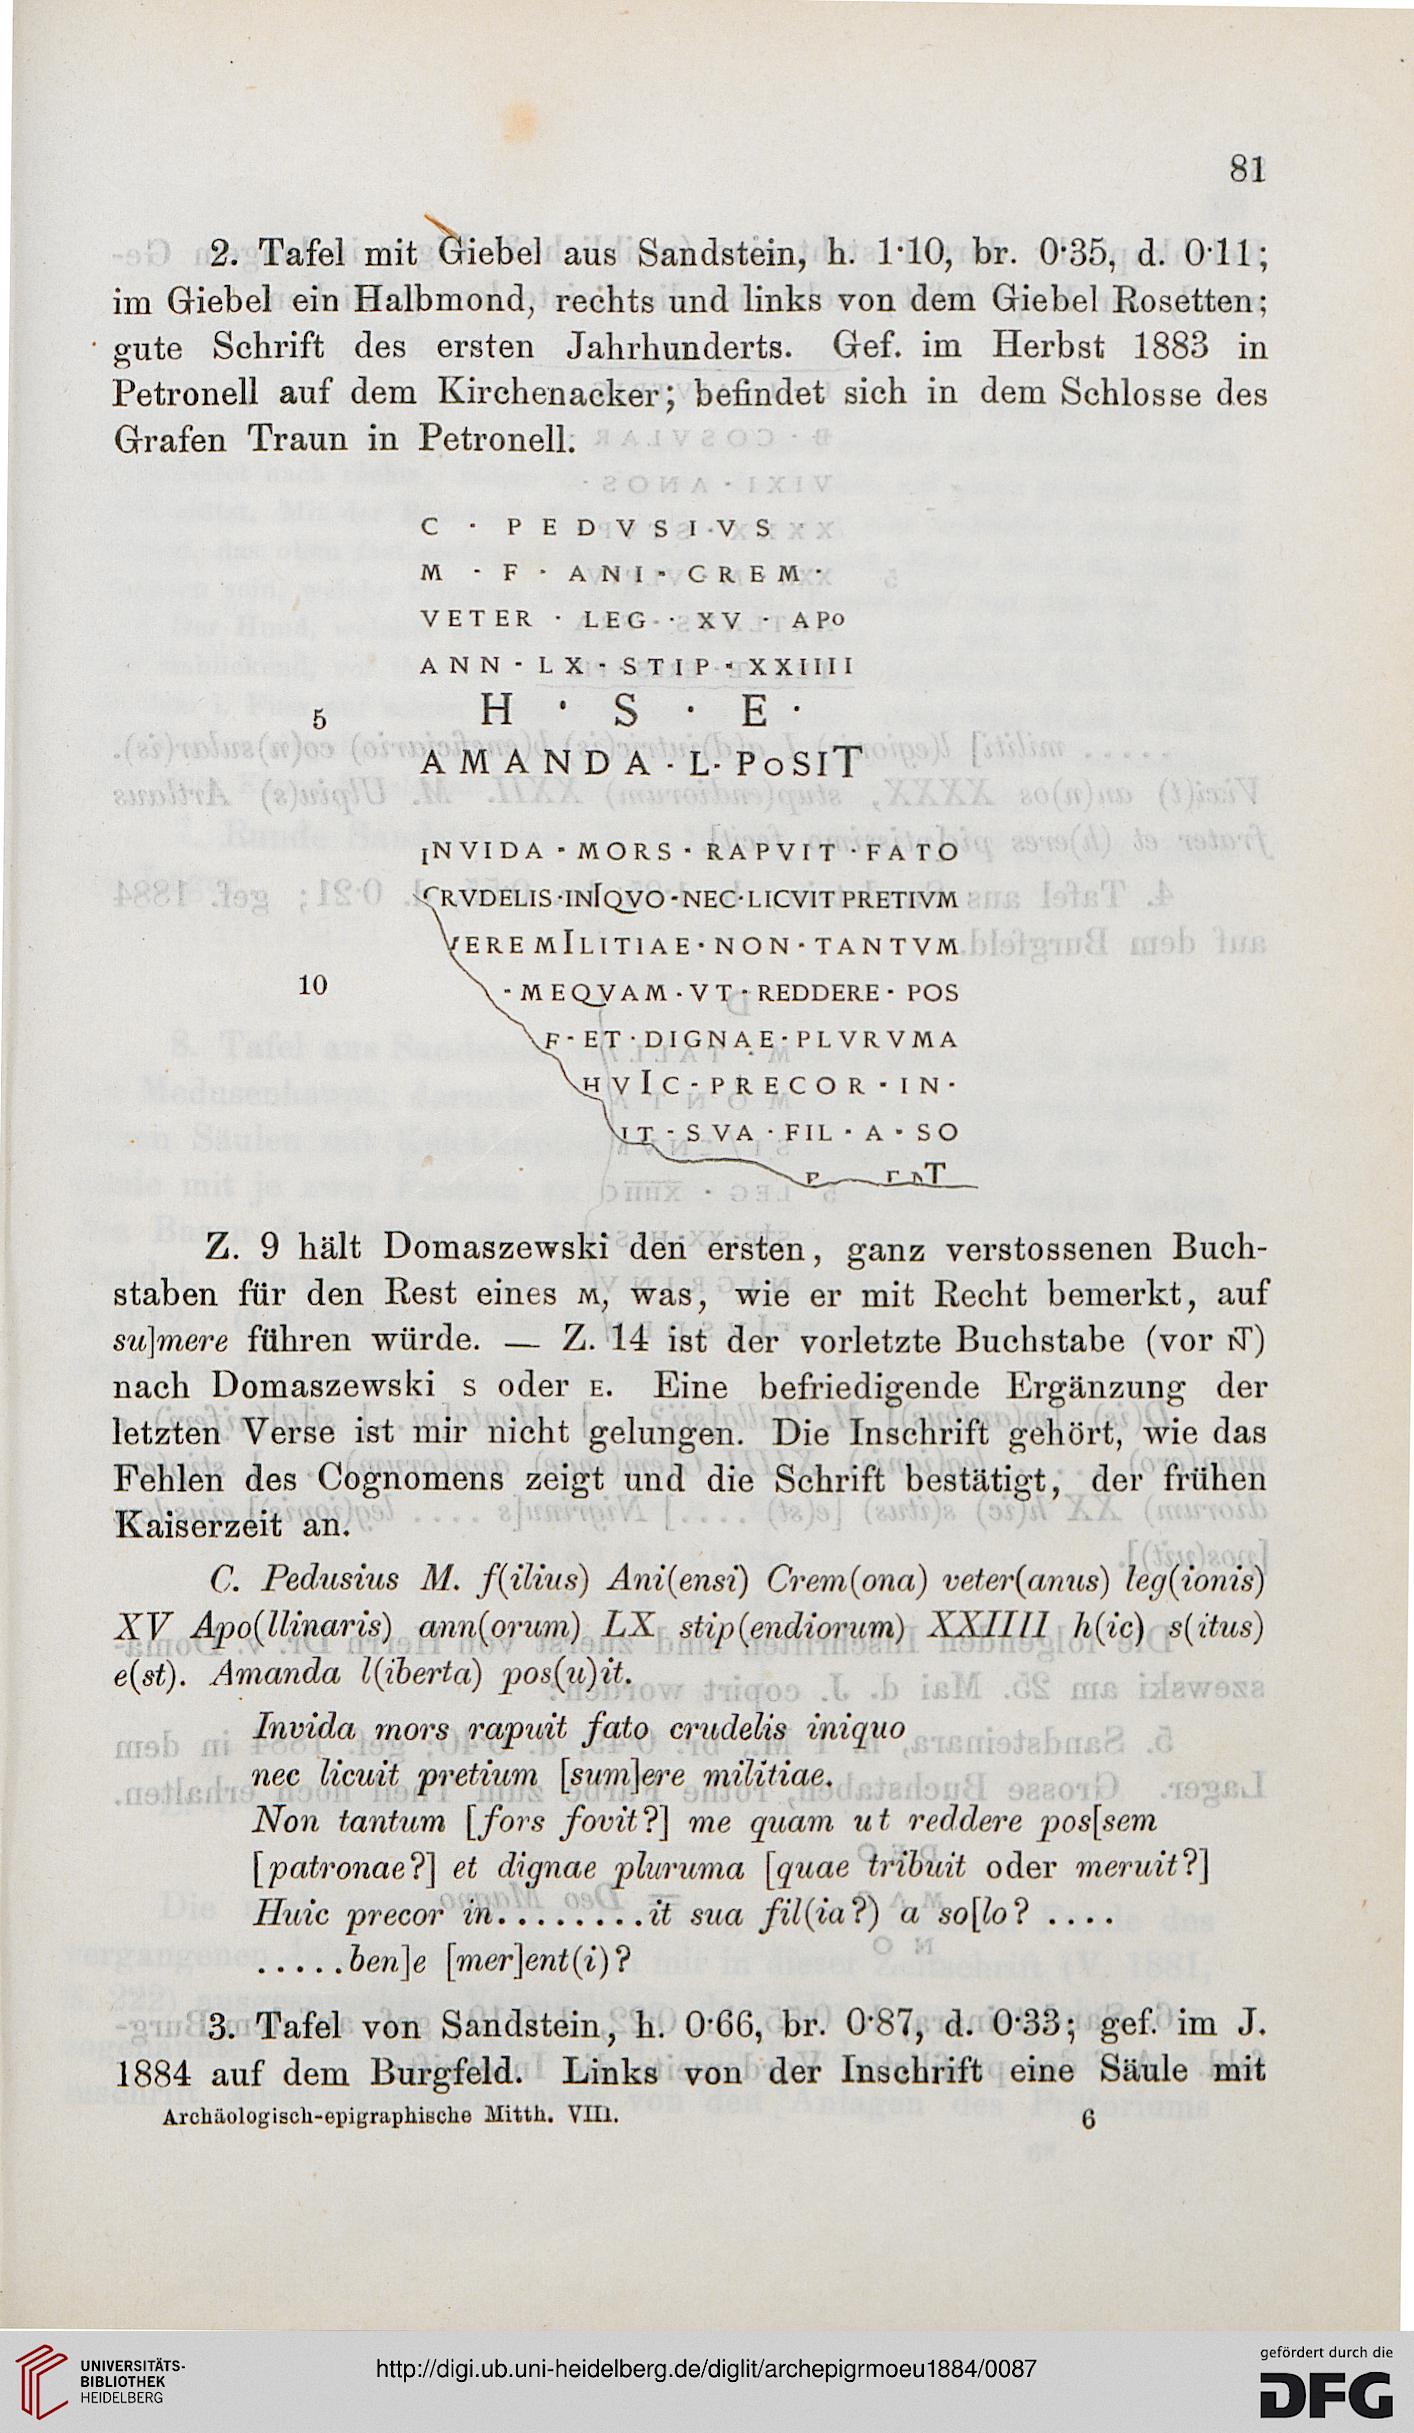 81
2. Tafel mit Giebel aus Sandstein, h. 1·10, br. 0·35, d. 0·11;
im Giebel ein Halbmond, rechts und links von dem Giebel Rosetten;
gute Schrift des ersten Jahrhunderts. Gef. im Herbst 1883 in
Petronell auf dem Kirchenacker; befindet sich in dem Schlosse des
Grafen Traun in Petronell.
C · PEDVSIVS
M · F · ANI · CREM ·
VETER · LEG · XV · APO
ANN · LX · STIP · XXIIII
5 H · S · E ·
AMANDA · L · POSIT
INVIDA · MORS · RAPVIT · FATO
CRVDELIS · INIQVO · NEC · LICVIT PRETIVM
ERE MILITIAE · NON · TANTVM
10 · MEQVAM · VT · REDDERE · POS
F · ET · DIGNAE · PLVRVMA
HVIC · PRECOR · IN ·
IT · SVA · FIL · A · SO
Z. 9 hält Domaszewski den ersten, ganz verstossenen Buch-
staben für den Rest eines M, was, wie er mit Recht bemerkt, auf
su]mere führen würde. — Z. 14 ist der vorletzte Buchstabe (vor NT)
nach Domaszewski S oder E. Eine befriedigende Ergänzung der
letzten Verse ist mir nicht gelungen. Die Inschrift gehört, wie das
Fehlen des Cognomens zeigt und die Schrift bestätigt, der frühen
Kaiserzeit an.
C. Pedusius M. f(ilius) Ani(ensi) Crem(ona) veter(anus) leg(ionis)
XV Apo(llinaris) ann(orum) LX stip(endiorum) XXIIII h(ic) s(itus)
e(st). Amanda l(iberta) pos(u)it.
Invida mors rapuit fato crudelis iniquo
nec licuit pretium [sum]ere militiae.
Non tantum [fors fovit?] me quam ut reddere pos[sem
[patronae?] et dignae pluruma [quae tribuit oder meruit?]
Huic precor in.........it sua fil(ia?) a so[lo? ....
.....ben]e [mer]ent(i)?
3. Tafel von Sandstein, h. 0·66, br. 0·87, d. 0·33; gef. im J.
1884 auf dem Burgfeld. Links von der Inschrift eine Säule mit
Archäologisch-epigraphische Mitth. VIII. 6
UNIVERSITÄTS-
BIBLIOTHEK
HEIDELBERG
http://digi.ub.uni-heidelberg.de/diglit/archepigrmoeu1884/0087
gefördert durch die
DFG